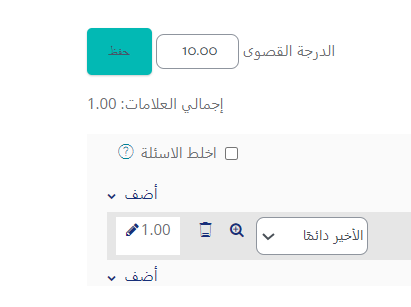 الدرجة القصوى 10.00 حفظ
إجمالي العلامات: 1.00
اخلط الاسئلة ?
أضف
الأخير دائمًا 1.00
أضف